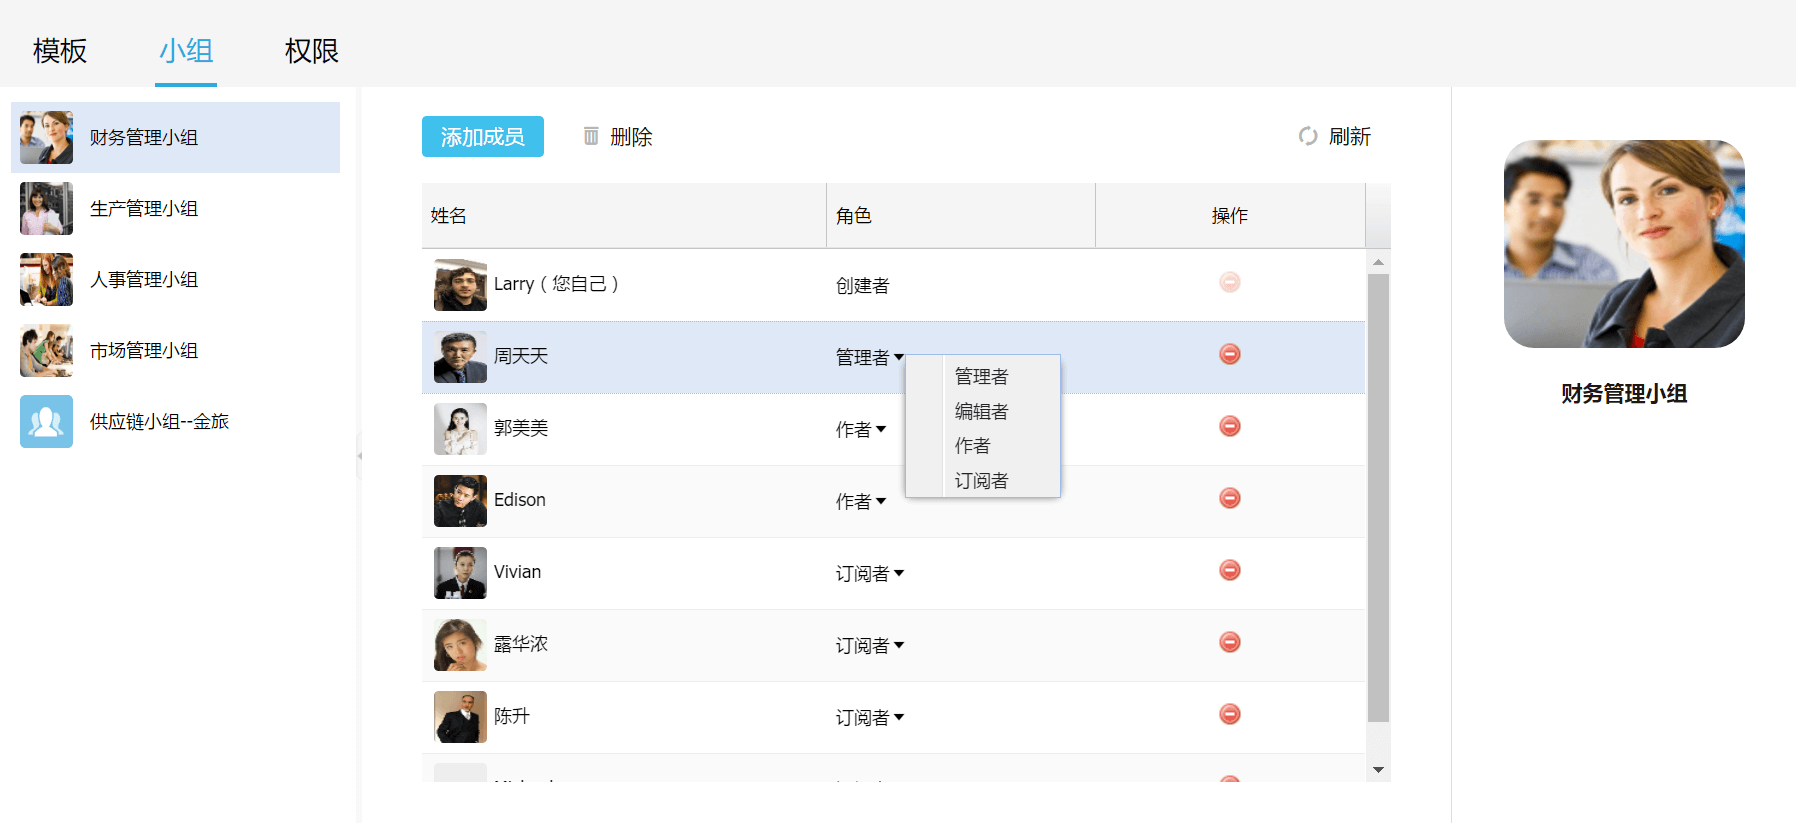 模板 小组 权限
财务管理小组
生产管理小组
人事管理小组
市场管理小组
供应链小组--金旅
添加成员 删除 刷新
姓名 角色 操作
Larry（您自己） 创建者
周天天 管理者
郭美美 作者
Edison 作者
Vivian 订阅者
露华浓 订阅者
陈升 订阅者
管理者
编辑者
作者
订阅者
财务管理小组